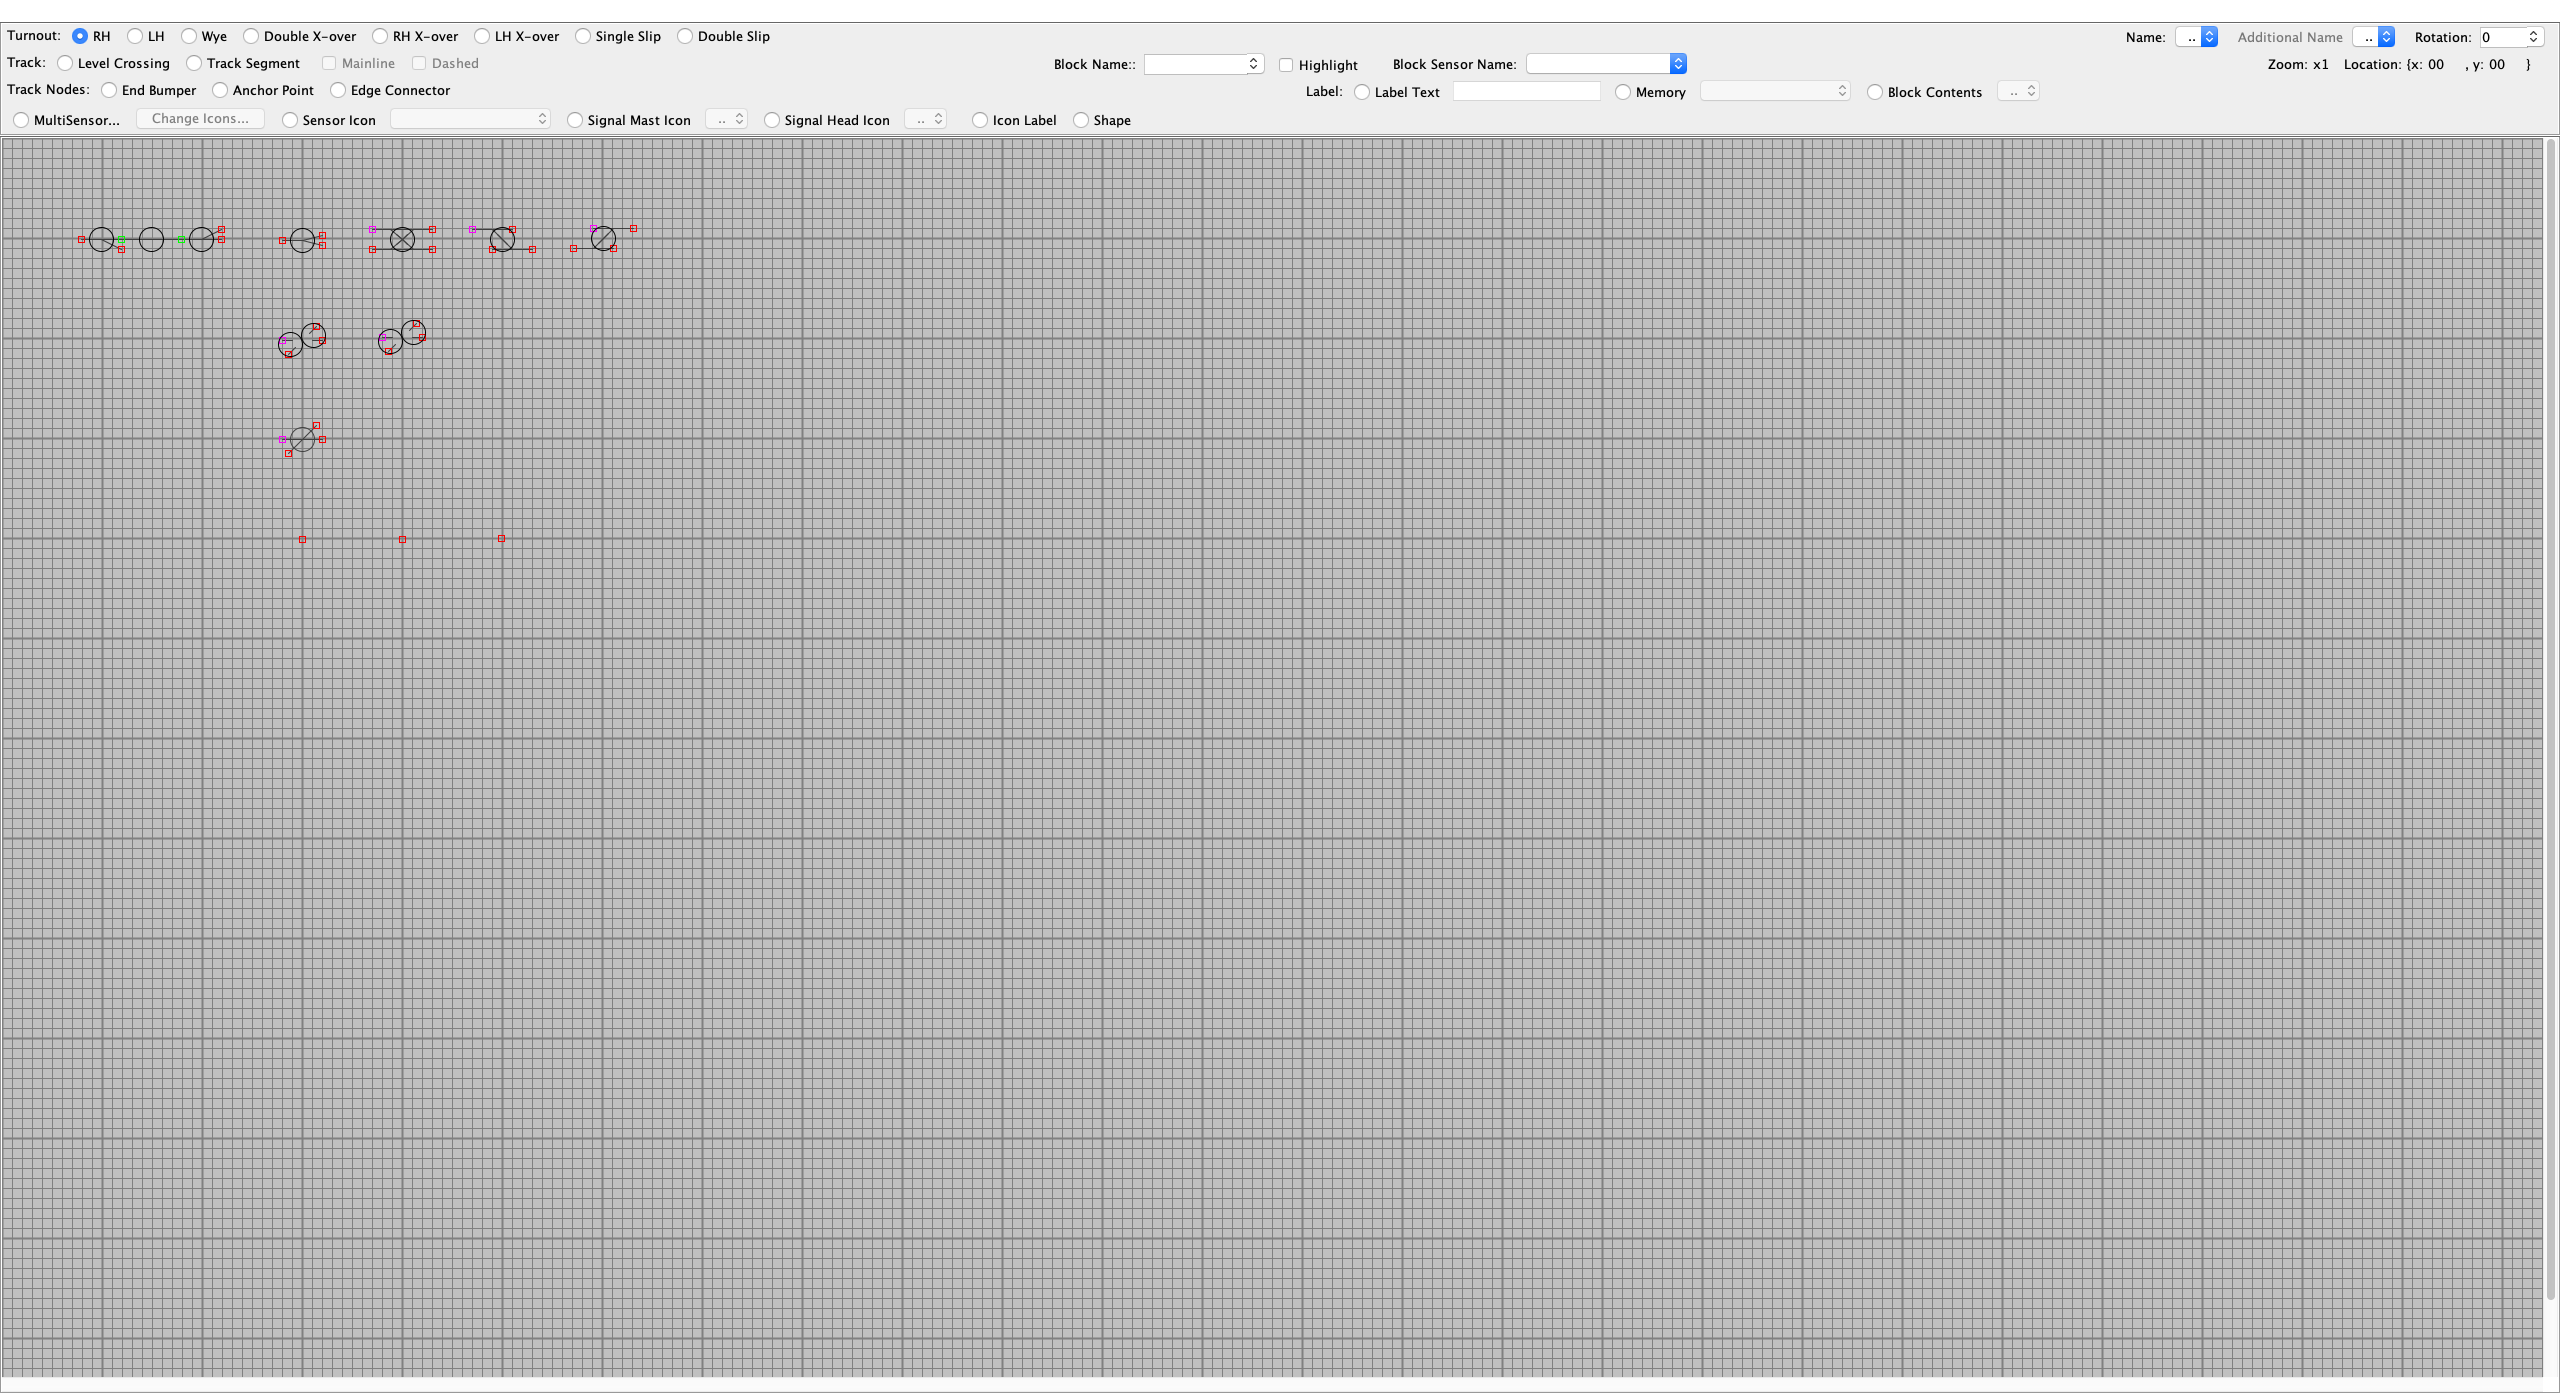 Turnout: RH LH Wye Double X-over RH X-over LH X-over Single Slip Double Slip Name: .. Additional Name .. Rotation: 0
Track: Level Crossing Track Segment Mainline Dashed Block Name:: Highlight Block Sensor Name: Zoom: x1 Location: {x: 00 , y: 00 }
Track Nodes: End Bumper Anchor Point Edge Connector Label: Label Text Memory Block Contents ..
MultiSensor... Change Icons... Sensor Icon Signal Mast Icon .. Signal Head Icon .. Icon Label Shape